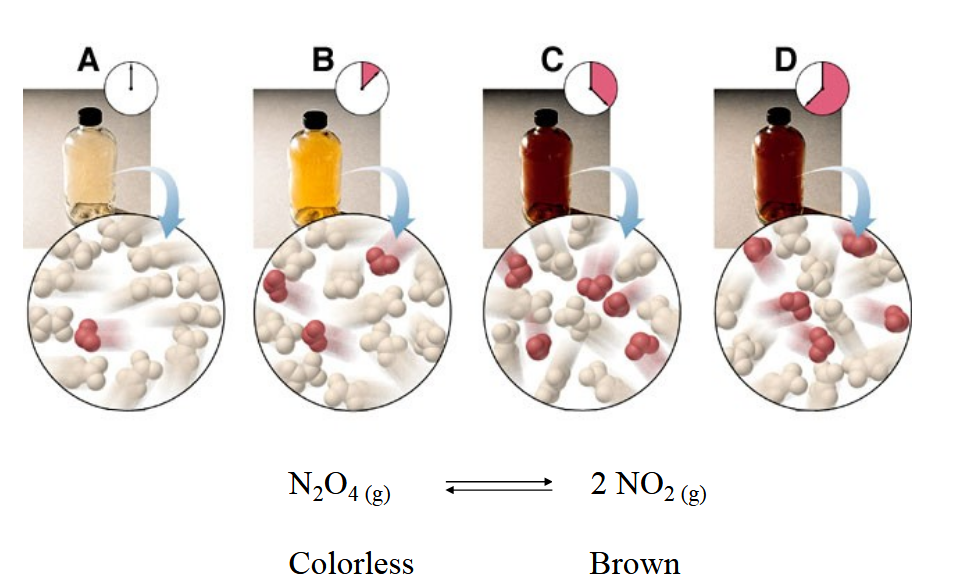 A B C D
N₂O₄ (g) ⇌ 2 NO₂ (g)
Colorless Brown